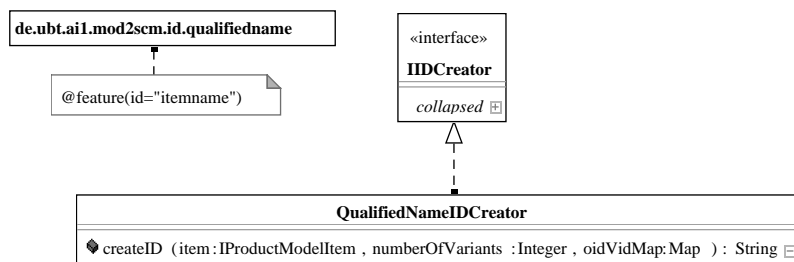 de.ubt.ai1.mod2scm.id.qualifiedname
@feature(id="itemname")
«interface»
IIDCreator
collapsed
QualifiedNameIDCreator
createID (item:IProductModelItem , numberOfVariants :Integer , oidVidMap:Map ) : String